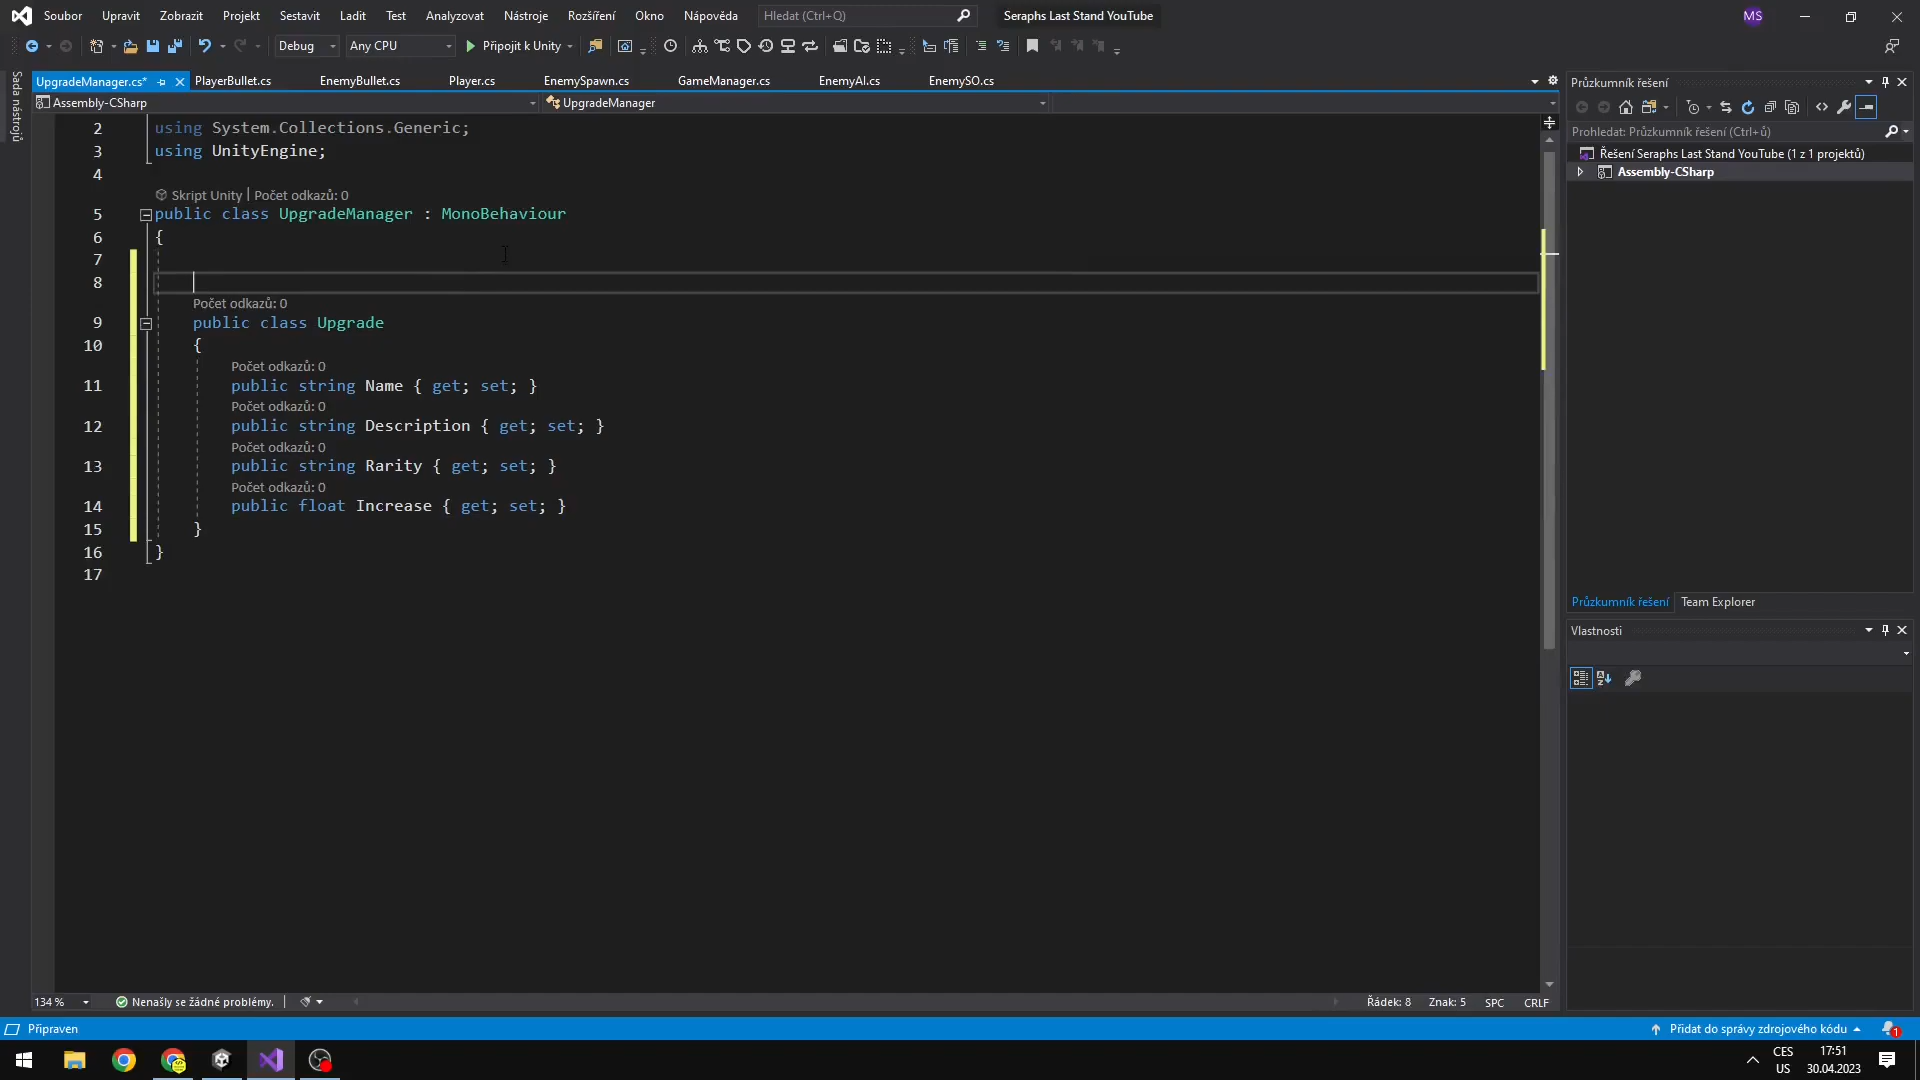 Soubor Upravit Zobrazit Projekt Sestavit Ladit Test Analyzovat Nástroje Rozšíření Okno Nápověda Hledat (Ctrl+Q) Seraphs Last Stand YouTube MS
Debug Any CPU Připojit k Unity
Sada nástrojů
UpgradeManager.cs* PlayerBullet.cs EnemyBullet.cs Player.cs EnemySpawn.cs GameManager.cs EnemyAI.cs EnemySO.cs
Assembly-CSharp UpgradeManager
2 using System.Collections.Generic;
3 using UnityEngine;
4
Skript Unity | Počet odkazů: 0
5 public class UpgradeManager : MonoBehaviour
6 {
7
8
Počet odkazů: 0
9 public class Upgrade
10 {
Počet odkazů: 0
11 public string Name { get; set; }
Počet odkazů: 0
12 public string Description { get; set; }
Počet odkazů: 0
13 public string Rarity { get; set; }
Počet odkazů: 0
14 public float Increase { get; set; }
15 }
16 }
17
134 % Nenašly se žádné problémy. Řádek: 8 Znak: 5 SPC CRLF
Průzkumník řešení
Prohledat: Průzkumník řešení (Ctrl+ů)
Řešení Seraphs Last Stand YouTube (1 z 1 projektů)
Assembly-CSharp
Průzkumník řešení Team Explorer
Vlastnosti
Připraven Přidat do správy zdrojového kódu 1
CES 17:51
US 30.04.2023